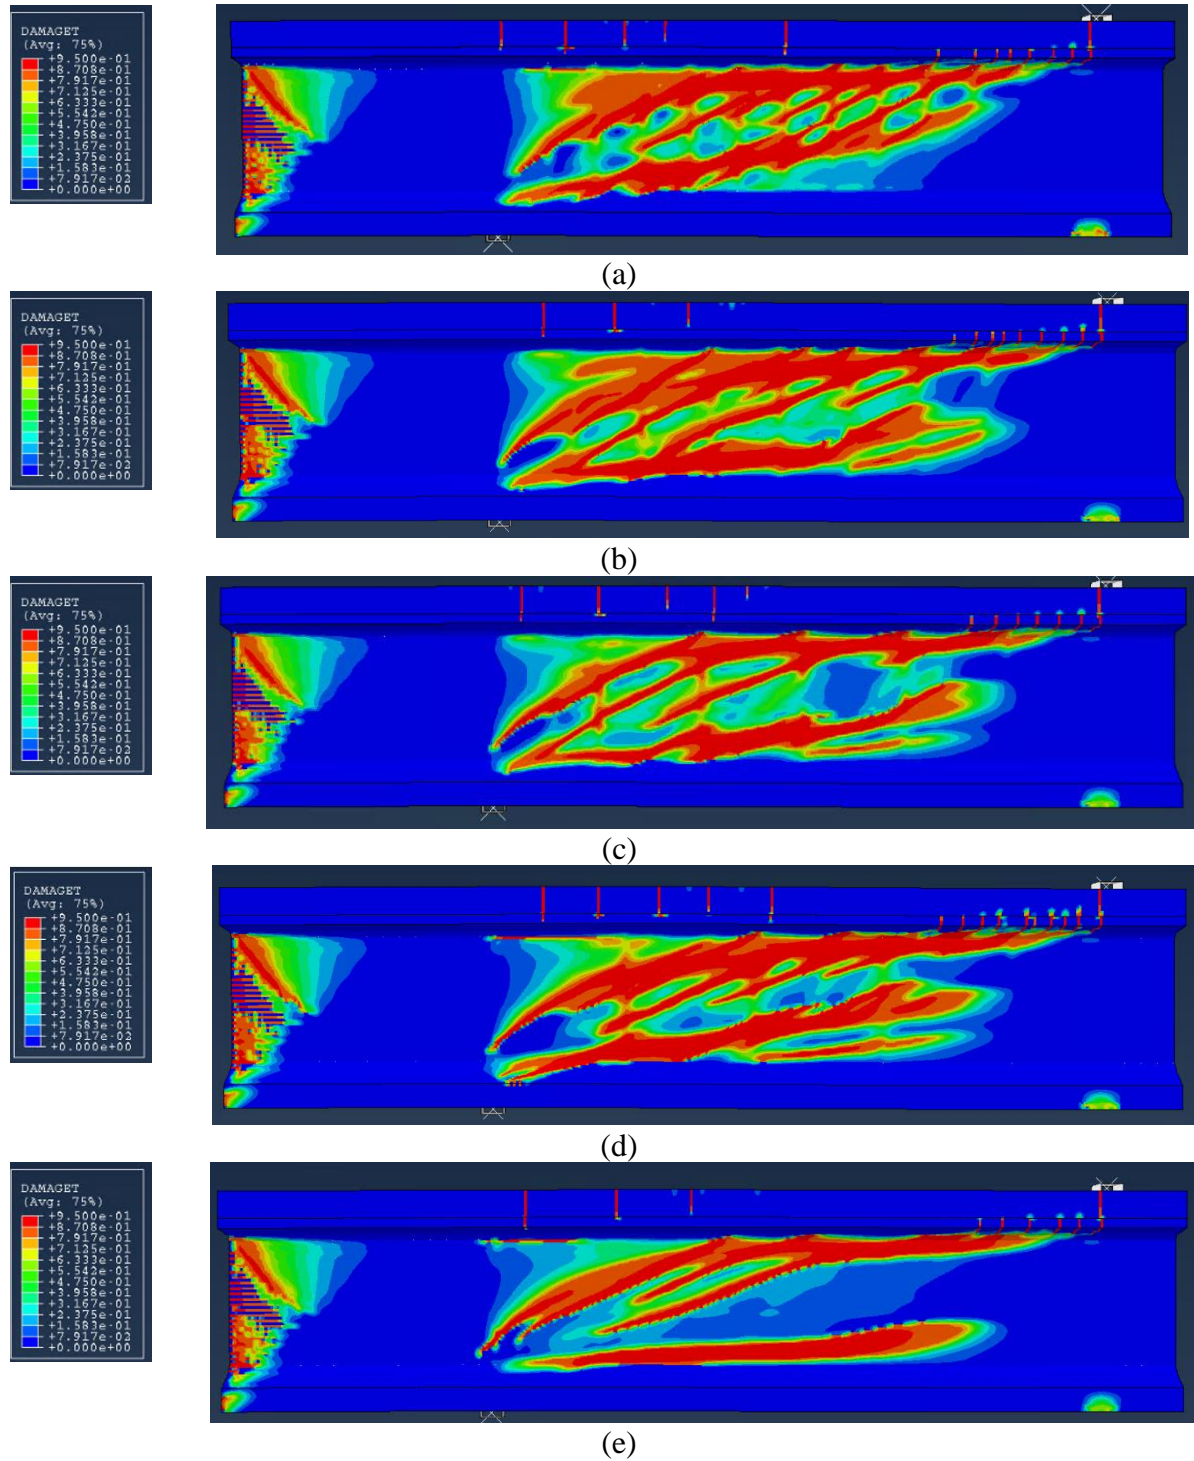 DAMAGET
(Avg: 75%)
+9.500e-01
+8.708e-01
+7.917e-01
+7.125e-01
+6.333e-01
+5.542e-01
+4.750e-01
+3.958e-01
+3.167e-01
+2.375e-01
+1.583e-01
+7.917e-02
+0.000e+00
(a)
DAMAGET
(Avg: 75%)
+9.500e-01
+8.708e-01
+7.917e-01
+7.125e-01
+6.333e-01
+5.542e-01
+4.750e-01
+3.958e-01
+3.167e-01
+2.375e-01
+1.583e-01
+7.917e-02
+0.000e+00
(b)
DAMAGET
(Avg: 75%)
+9.500e-01
+8.708e-01
+7.917e-01
+7.125e-01
+6.333e-01
+5.542e-01
+4.750e-01
+3.958e-01
+3.167e-01
+2.375e-01
+1.583e-01
+7.917e-02
+0.000e+00
(c)
DAMAGET
(Avg: 75%)
+9.500e-01
+8.708e-01
+7.917e-01
+7.125e-01
+6.333e-01
+5.542e-01
+4.750e-01
+3.958e-01
+3.167e-01
+2.375e-01
+1.583e-01
+7.917e-02
+0.000e+00
(d)
DAMAGET
(Avg: 75%)
+9.500e-01
+8.708e-01
+7.917e-01
+7.125e-01
+6.333e-01
+5.542e-01
+4.750e-01
+3.958e-01
+3.167e-01
+2.375e-01
+1.583e-01
+7.917e-02
+0.000e+00
(e)